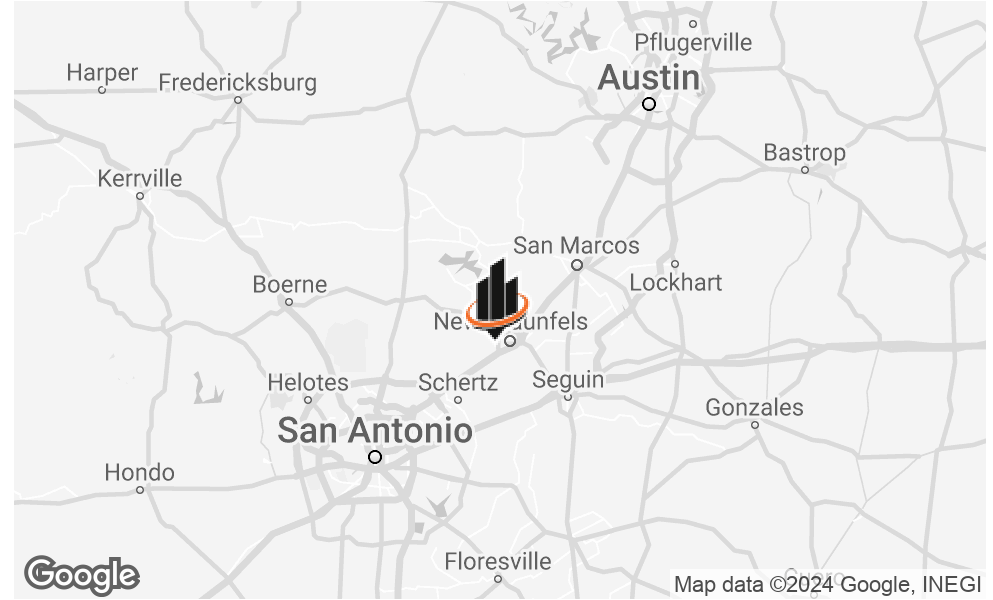 Pflugerville
Harper
Fredericksburg
Austin
Bastrop
Kerrville
San Marcos
Lockhart
Boerne
Helotes
Schertz
Seguin
Gonzales
San Antonio
Hondo
Floresville
Google
Map data ©2024 Google, INEGI